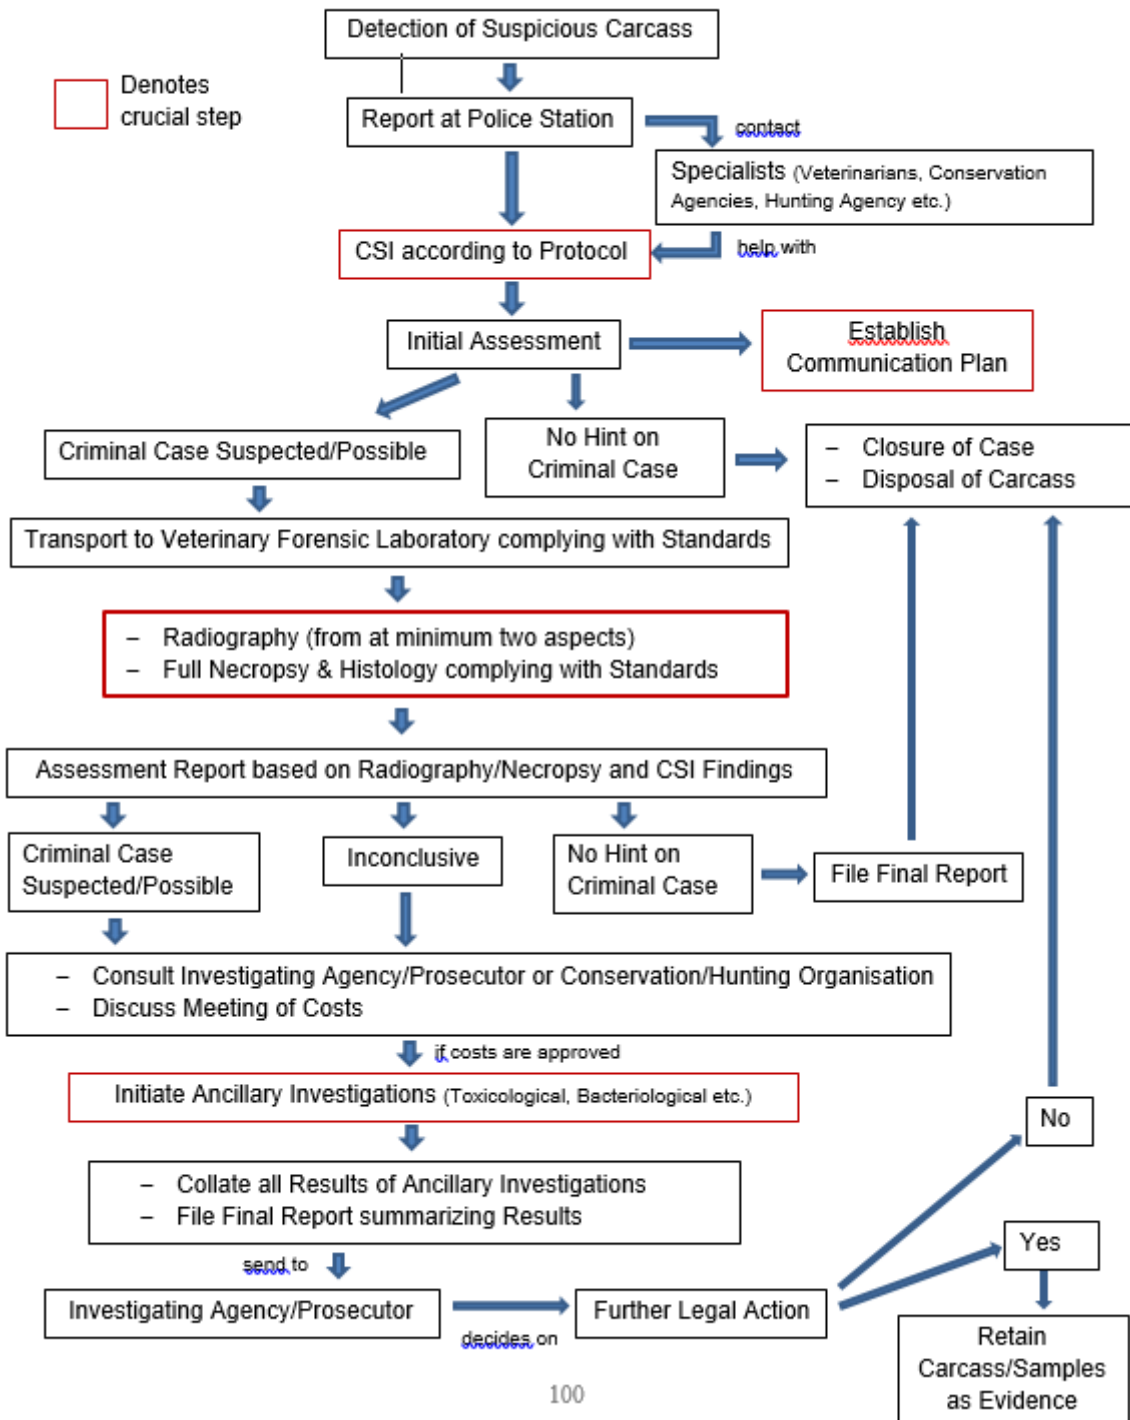 Detection of Suspicious Carcass
Denotes
crucial step
Report at Police Station
contact
Specialists (Veterinarians, Conservation
Agencies, Hunting Agency etc.)
CSI according to Protocol
help with
Initial Assessment
Establish
Communication Plan
Criminal Case Suspected/Possible
No Hint on
Criminal Case
– Closure of Case
– Disposal of Carcass
Transport to Veterinary Forensic Laboratory complying with Standards
– Radiography (from at minimum two aspects)
– Full Necropsy & Histology complying with Standards
Assessment Report based on Radiography/Necropsy and CSI Findings
Criminal Case
Suspected/Possible
Inconclusive
No Hint on
Criminal Case
File Final Report
– Consult Investigating Agency/Prosecutor or Conservation/Hunting Organisation
– Discuss Meeting of Costs
if costs are approved
Initiate Ancillary Investigations (Toxicological, Bacteriological etc.)
No
– Collate all Results of Ancillary Investigations
– File Final Report summarizing Results
Yes
send to
Investigating Agency/Prosecutor
decides on
Further Legal Action
Retain
Carcass/Samples
as Evidence
100